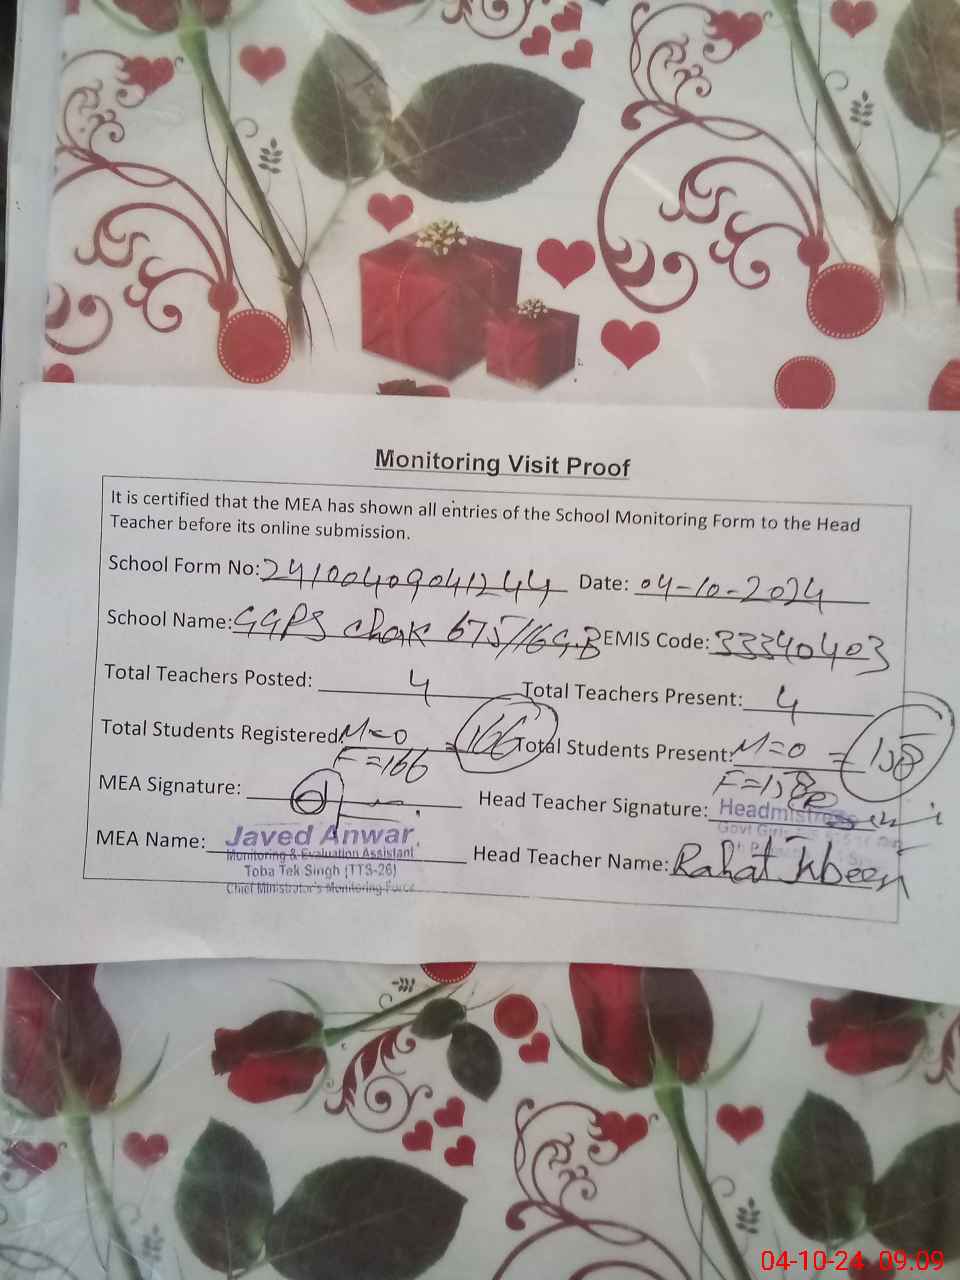 Monitoring Visit Proof
It is certified that the MEA has shown all entries of the School Monitoring Form to the Head
Teacher before its online submission.
School Form No: 24100409041244 Date: 04-10-2024
School Name: GGPS Chak 675/16 G.B EMIS Code: 33340403
Total Teachers Posted: 4 Total Teachers Present: 4
Total Students Registered: M=0 = 166 Total Students Present: M=0 = 158
F=166 F=158
MEA Signature: Head Teacher Signature: Headmistress
Govt Girls
MEA Name: Javed Anwar Head Teacher Name: Rahat
Monitoring & Evaluation Assistant
Toba Tek Singh (TTS-26)
Chief Ministrator's Monitoring Force
04-10-24 09:09